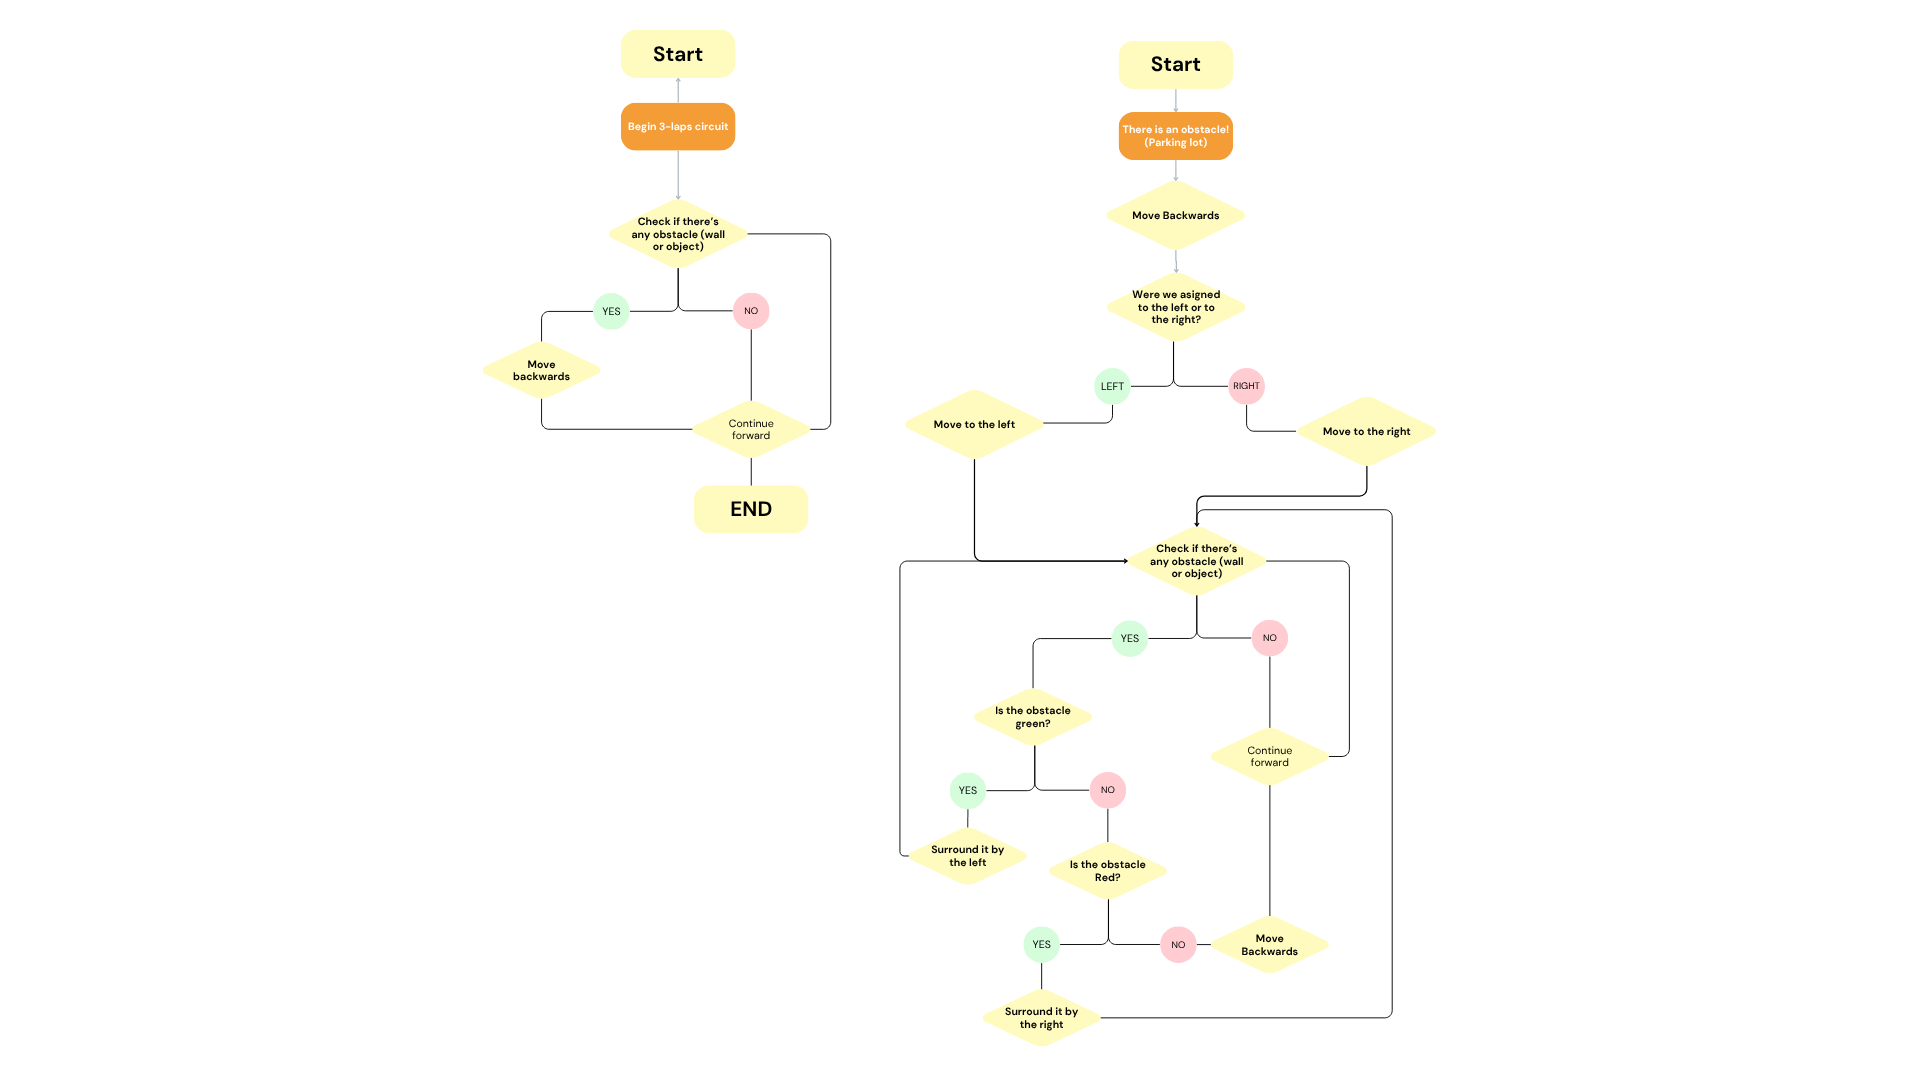 Start
Begin 3-laps circuit
Check if there's
any obstacle (wall
or object)
YES
NO
Move
backwards
Continue
forward
END
Start
There is an obstacle!
(Parking lot)
Move Backwards
Were we asigned
to the left or to
the right?
LEFT
RIGHT
Move to the left
Move to the right
Check if there's
any obstacle (wall
or object)
YES
NO
Is the obstacle
green?
Continue
forward
YES
NO
Surround it by
the left
Is the obstacle
Red?
YES
NO
Move
Backwards
Surround it by
the right